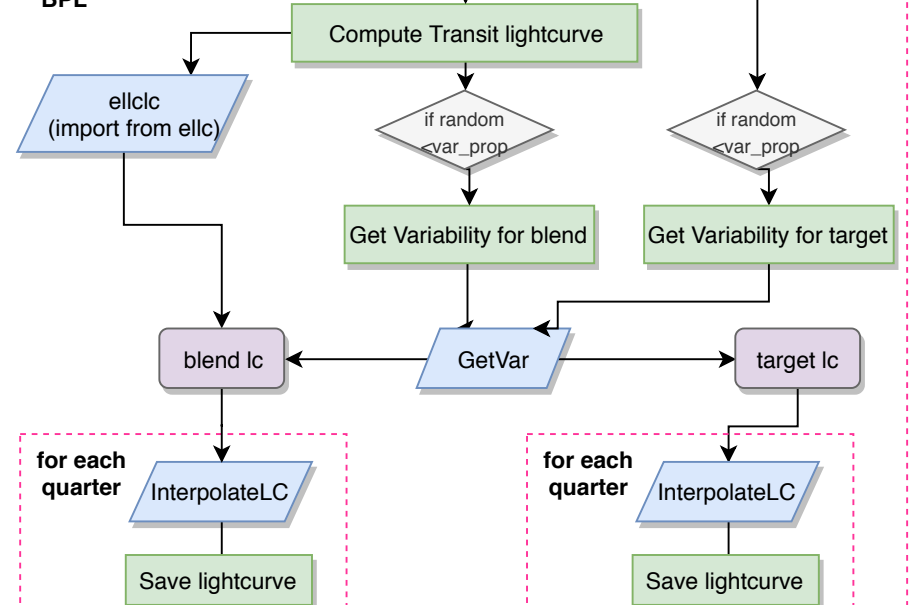 BPL
Compute Transit lightcurve
ellclc
(import from ellc)
if random
<var_prop
if random
<var_prop
Get Variability for blend
Get Variability for target
blend lc
GetVar
target lc
for each
quarter
InterpolateLC
for each
quarter
InterpolateLC
Save lightcurve
Save lightcurve